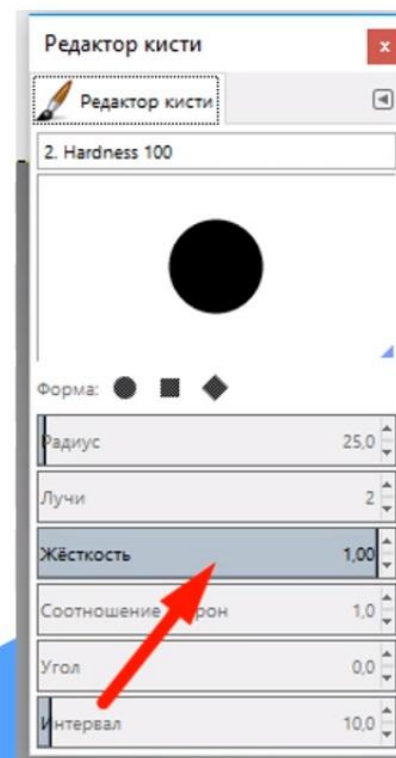 Редактор кисти
x
Редактор кисти
2. Hardness 100
Форма:
Радиус 25,0
Лучи 2
Жёсткость 1,00
Соотношение 1,0
Угол 0,0
Интервал 10,0